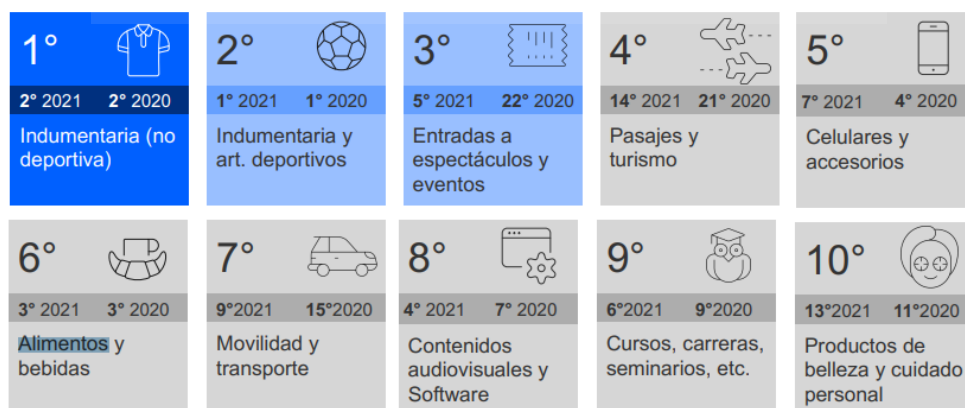 1°
2° 2021 2° 2020
Indumentaria (no
deportiva)
2°
1° 2021 1° 2020
Indumentaria y
art. deportivos
3°
5° 2021 22° 2020
Entradas a
espectáculos y
eventos
4°
14° 2021 21° 2020
Pasajes y
turismo
5°
7° 2021 4° 2020
Celulares y
accesorios
6°
3° 2021 3° 2020
Alimentos y
bebidas
7°
9°2021 15°2020
Movilidad y
transporte
8°
4° 2021 7° 2020
Contenidos
audiovisuales y
Software
9°
6°2021 9°2020
Cursos, carreras,
seminarios, etc.
10°
13°2021 11°2020
Productos de
belleza y cuidado
personal